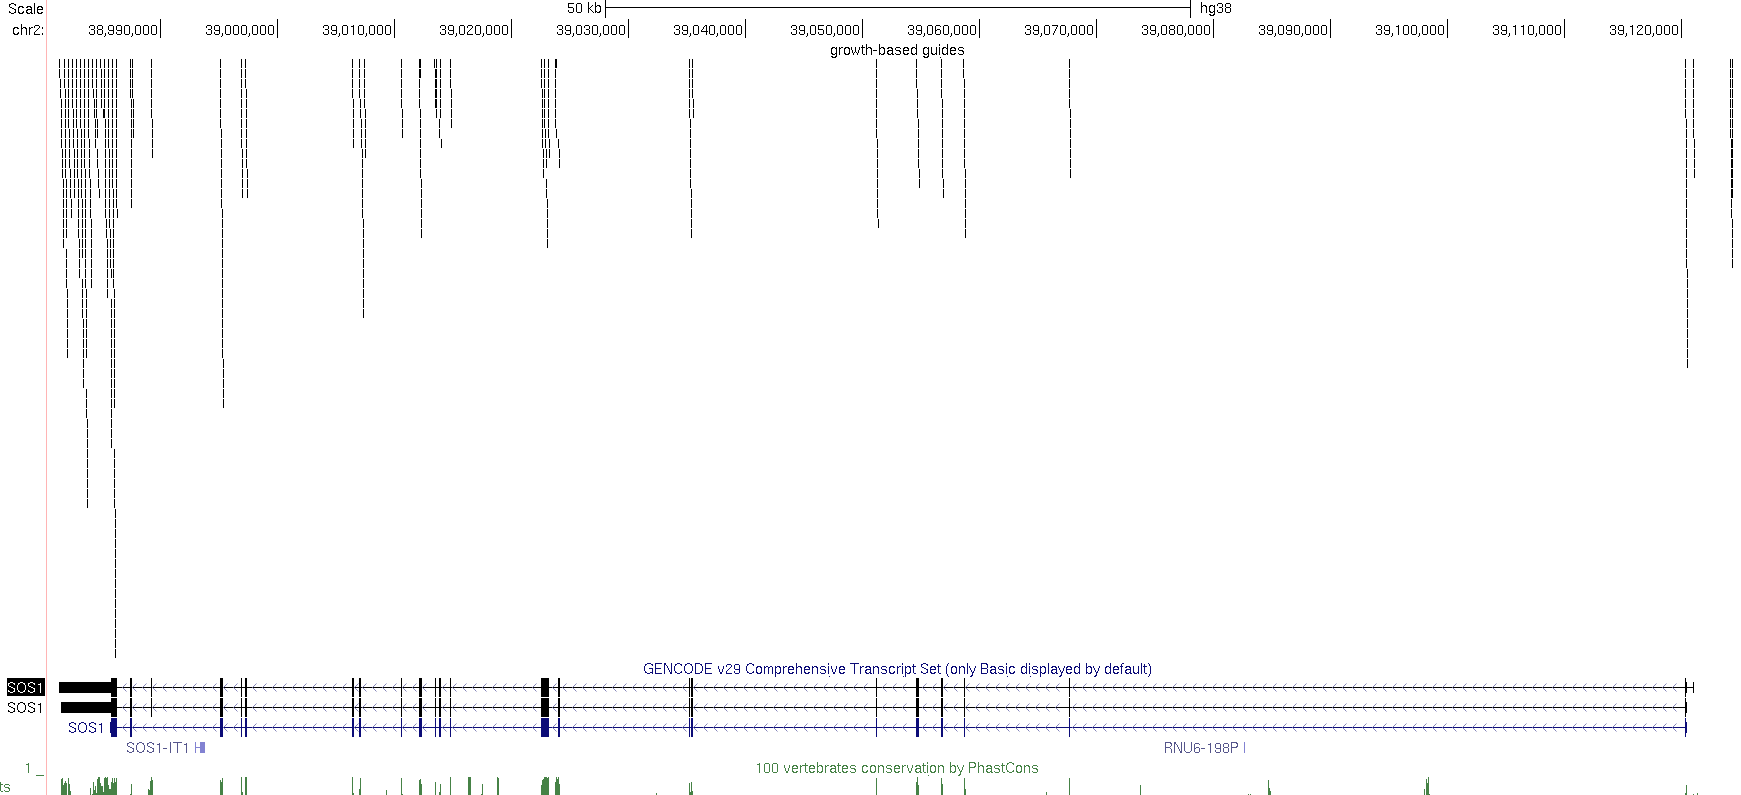 Scale 50 kb hg38
chr2: 38,990,000 39,000,000 39,010,000 39,020,000 39,030,000 39,040,000 39,050,000 39,060,000 39,070,000 39,080,000 39,090,000 39,100,000 39,110,000 39,120,000
growth-based guides
GENCODE v29 Comprehensive Transcript Set (only Basic displayed by default)
SOS1
SOS1
SOS1
SOS1-IT1 RNU6-198P
1 _ 100 vertebrates conservation by PhastCons
ts